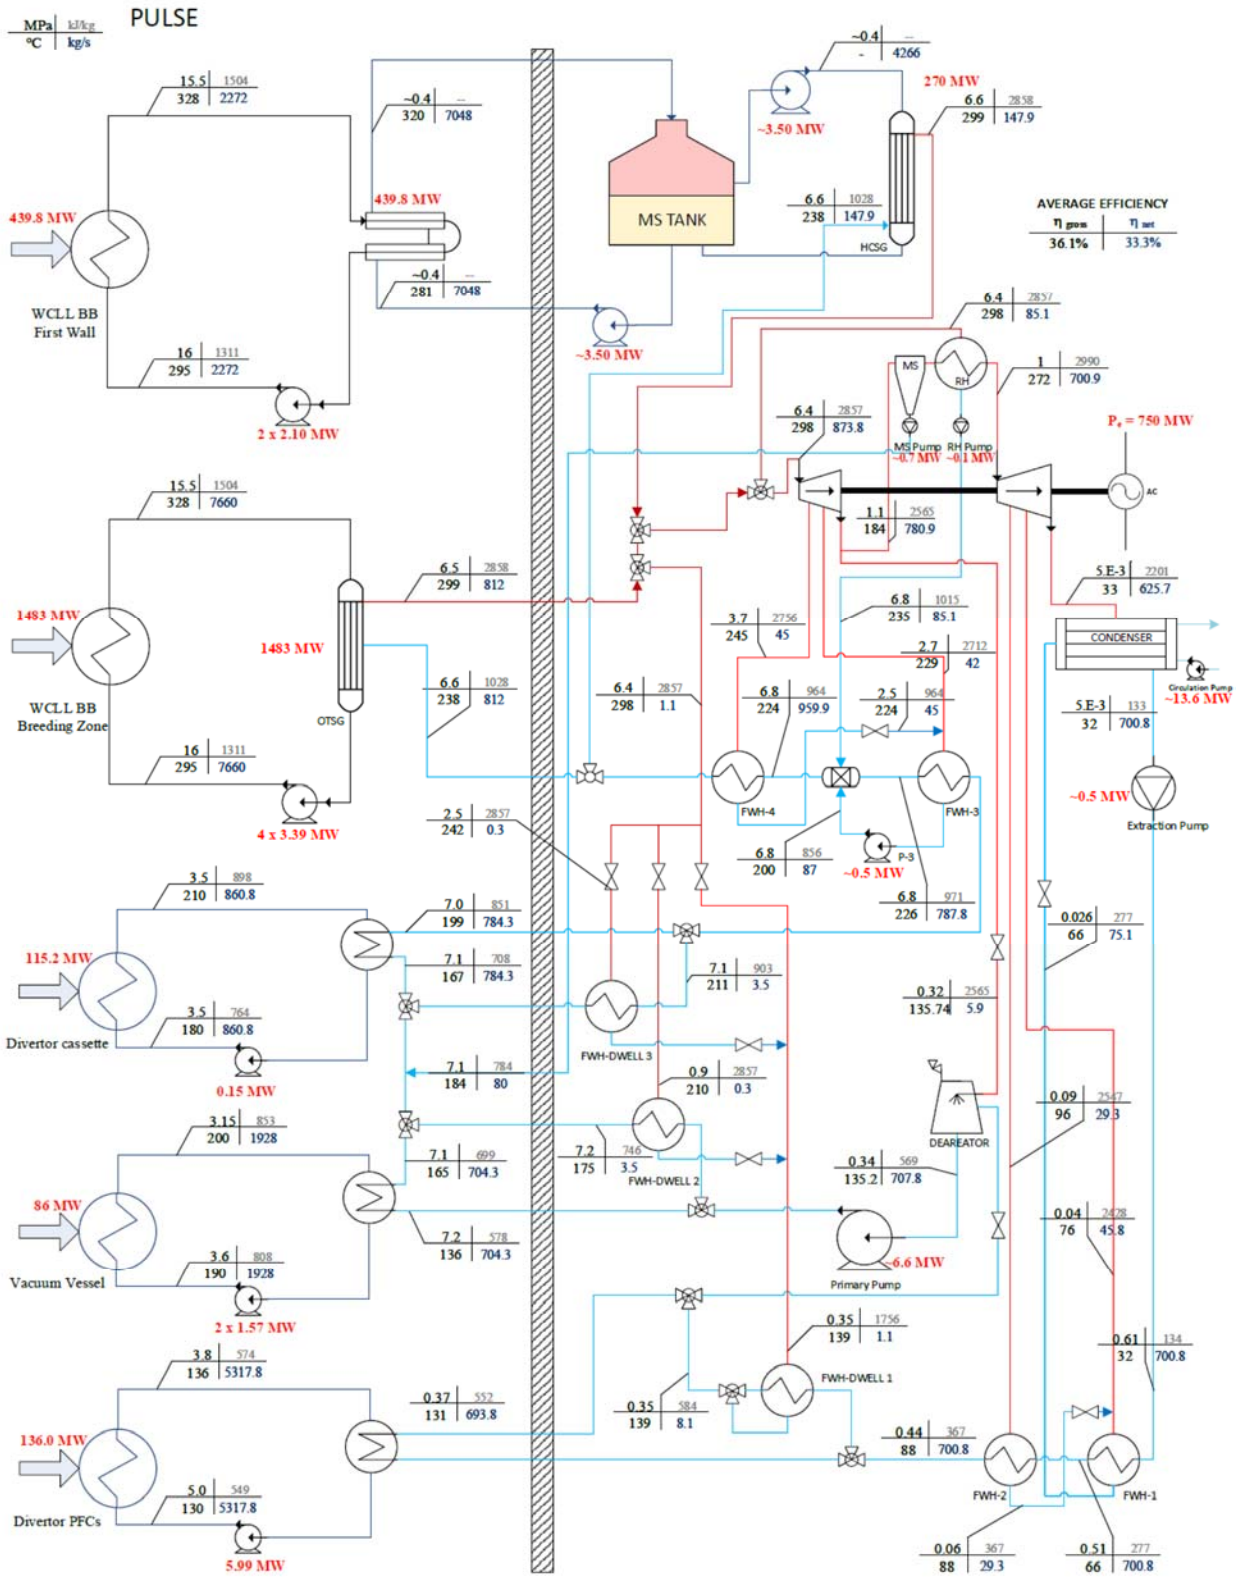 PULSE
MPa kJ/kg
ºC kg/s
15.5 1504
328 2272
439.8 MW
WCLL BB
First Wall
16 1311
295 2272
2 x 2.10 MW
~0.4 --
320 7048
439.8 MW
~0.4 --
281 7048
~3.50 MW
MS TANK
~3.50 MW
~0.4 --
- 4266
270 MW
6.6 2858
299 147.9
6.6 1028
238 147.9
HCSG
AVERAGE EFFICIENCY
η gross η net
36.1% 33.3%
6.4 2857
298 85.1
MS
RH
1 2990
272 700.9
MS Pump RH Pump
~0.7 MW ~0.1 MW
6.4 2857
298 873.8
Pe = 750 MW
AC
1.1 2565
184 780.9
15.5 1504
328 7660
1483 MW
WCLL BB
Breeding Zone
16 1311
295 7660
4 x 3.39 MW
1483 MW
OTSG
6.5 2858
299 812
6.6 1028
238 812
6.4 2857
298 1.1
3.7 2756
245 45
6.8 1015
235 85.1
2.7 2712
229 42
6.8 964
224 959.9
2.5 964
224 45
FWH-4
FWH-3
P-3
~0.5 MW
6.8 856
200 87
6.8 971
226 787.8
5.E-3 2201
33 625.7
CONDENSER
Circulation Pump
~13.6 MW
5.E-3 133
32 700.8
~0.5 MW
Extraction Pump
2.5 2857
242 0.3
3.5 898
210 860.8
115.2 MW
Divertor cassette
3.5 764
180 860.8
0.15 MW
7.0 851
199 784.3
7.1 708
167 784.3
7.1 903
211 3.5
FWH-DWELL 3
7.1 784
184 80
0.9 2857
210 0.3
0.026 277
66 75.1
0.32 2565
135.74 5.9
DEAREATOR
0.09 2547
96 29.3
3.15 853
200 1928
86 MW
Vacuum Vessel
3.6 808
190 1928
2 x 1.57 MW
7.1 699
165 704.3
7.2 746
175 3.5
FWH-DWELL 2
7.2 578
136 704.3
0.34 569
135.2 707.8
Primary Pump
~6.6 MW
0.04 2428
76 45.8
3.8 574
136 5317.8
136.0 MW
Divertor PFCs
5.0 549
130 5317.8
5.99 MW
0.37 552
131 693.8
0.35 1756
139 1.1
FWH-DWELL 1
0.35 584
139 8.1
0.61 134
32 700.8
0.44 367
88 700.8
FWH-2
FWH-1
0.06 367
88 29.3
0.51 277
66 700.8